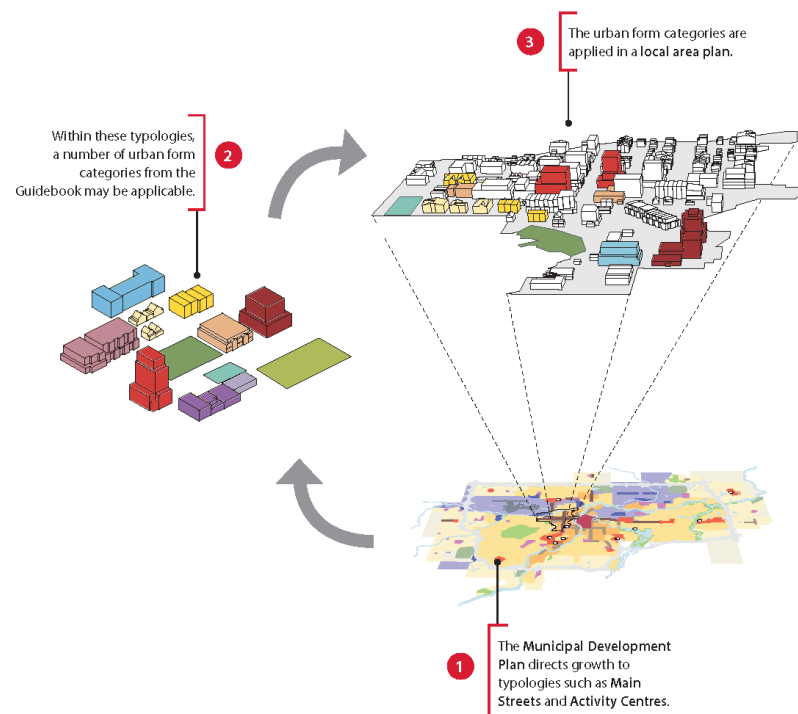 3
The urban form categories are
applied in a local area plan.
Within these typologies,
a number of urban form
categories from the
Guidebook may be applicable.
2
1
The Municipal Development
Plan directs growth to
typologies such as Main
Streets and Activity Centres.